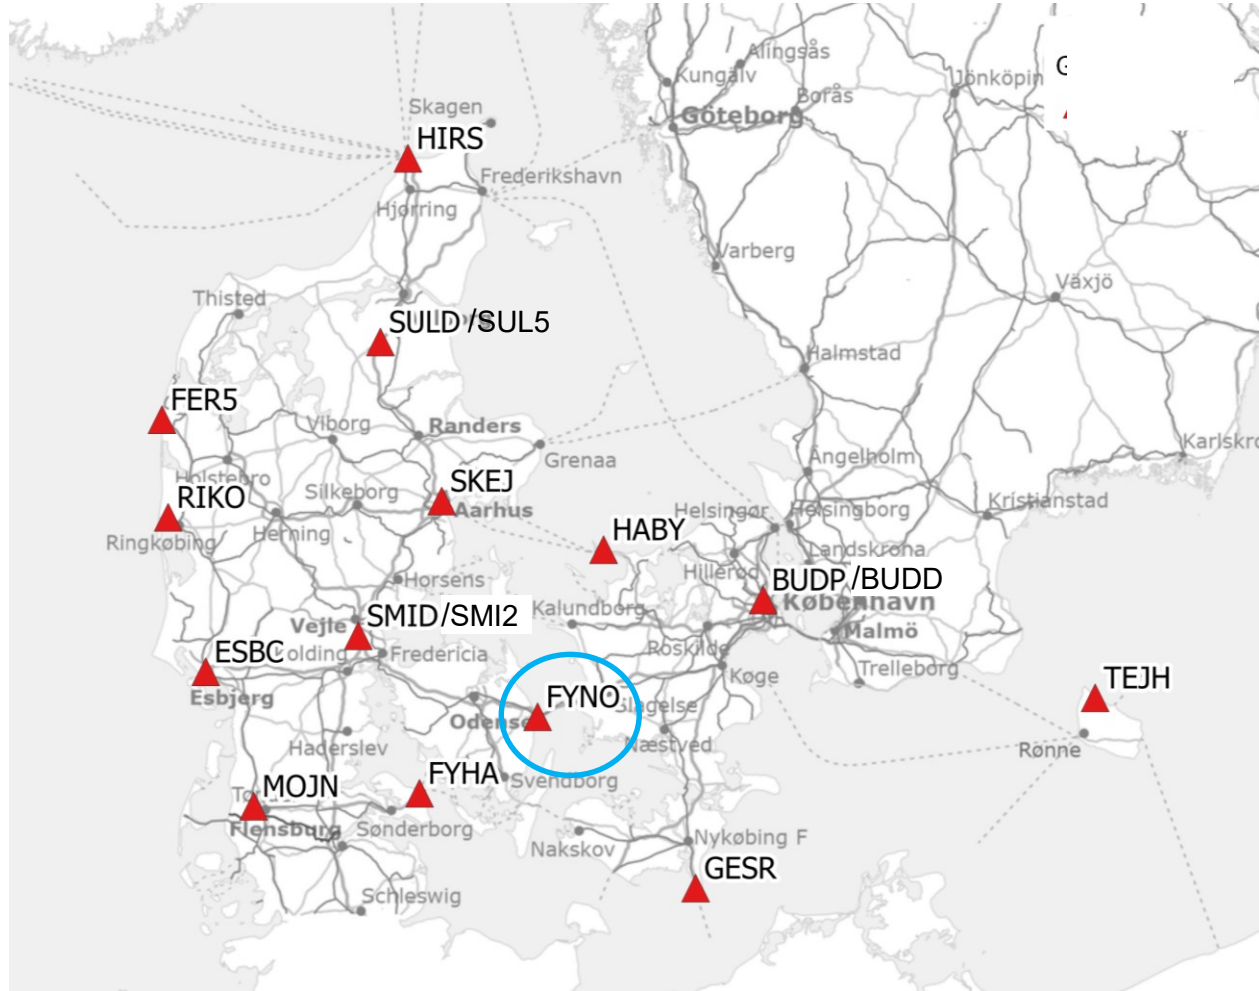 Alingsås
Kungälv
Jönköpin
Borås
Göteborg
Skagen
HIRS
Frederikshavn
Hjørring
Varberg
Växjö
Thisted
SULD /SUL5
Halmstad
FER5
Viborg
Randers
Grenaa
Karlskro
Ängelholm
Holstebro
SKEJ
RIKO
Silkeborg
Aarhus
Kristianstad
Helsingør
Helsingborg
Herning
Ringkøbing
HABY
Landskrona
Hillerød
Horsens
BUDP /BUDD
København
SMID/SMI2
Kalundborg
Vejle
Malmö
Roskilde
ESBC
Kolding
Fredericia
Trelleborg
Køge
TEJH
Esbjerg
FYNO
Slagelse
Odense
Næstved
Rønne
Haderslev
FYHA
Svendborg
MOJN
Flensburg
Sønderborg
Nykøbing F
Nakskov
GESR
Schleswig